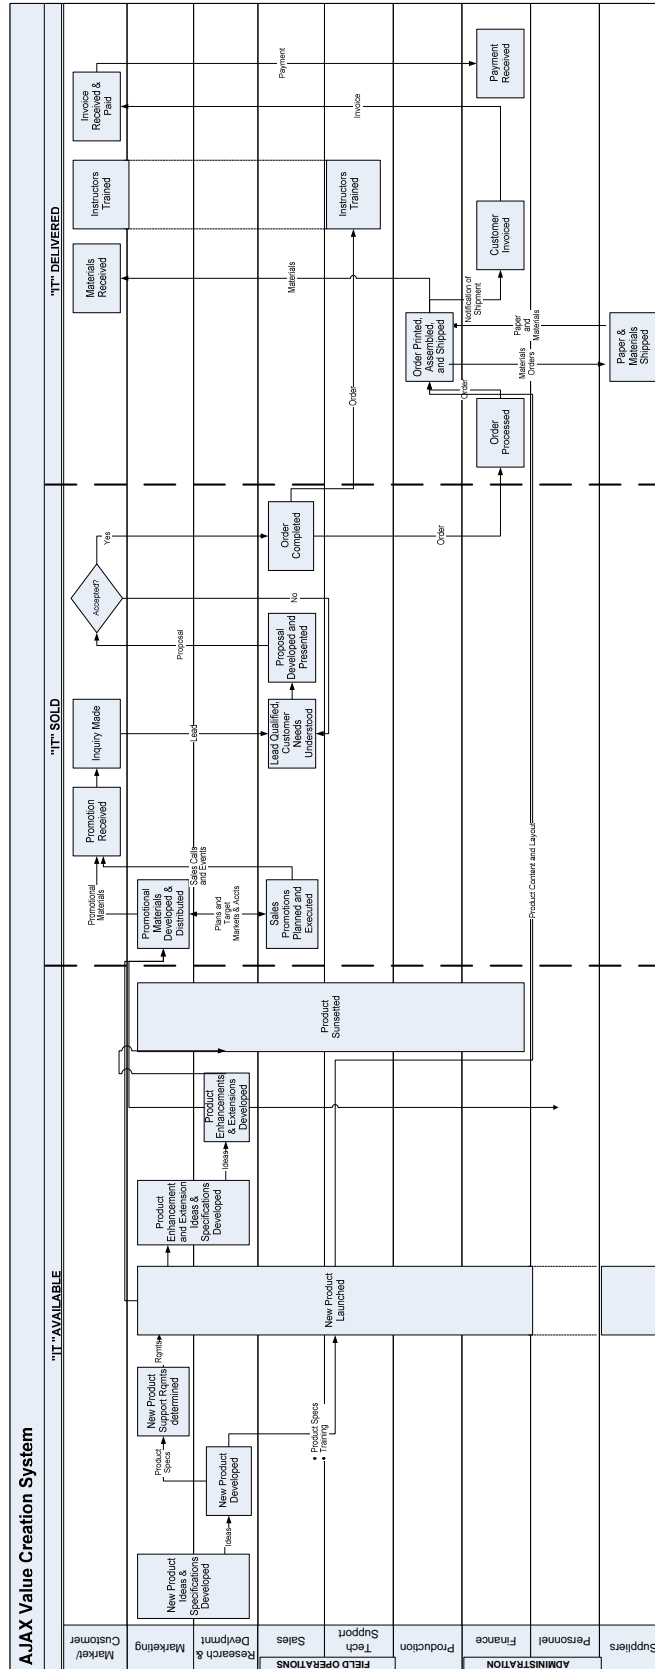 AJAX Value Creation System
"IT "AVAILABLE
"IT" SOLD
"IT" DELIVERED
Market/
Customer
Marketing
Research &
Devlpment
FIELD OPERATIONS
Sales
Tech
Support
Production
ADMINISTRATION
Finance
Personnel
Suppliers
New Product
Ideas &
Specifications
Developed
Ideas
New Product
Developed
Product
Specs
New Product
Support Rqmts
determined
Rqmts
• Product Specs
• Training
New Product
Launched
Product
Enhancement
and Extension
Ideas &
Specifications
Developed
Ideas
Product
Enhancements
& Extensions
Developed
Product
Sunsetted
Product Content and Layout
Promotional
Materials
Developed &
Distributed
Promotional
Materials
Plans and
Target
Markets & Accts
Sales
Promotions
Planned and
Executed
Sales Calls
and Events
Promotion
Received
Inquiry Made
Lead
Lead Qualified,
Customer
Needs
Understood
Proposal
Developed and
Presented
Proposal
Accepted?
No
Yes
Order
Completed
Order
Order
Order
Processed
Order
Order Printed,
Assembled,
and Shipped
Materials
Orders
Paper
and
Materials
Paper &
Materials
Shipped
Notification of
Shipment
Materials
Materials
Received
Customer
Invoiced
Instructors
Trained
Instructors
Trained
Invoice
Invoice
Received &
Paid
Payment
Payment
Received